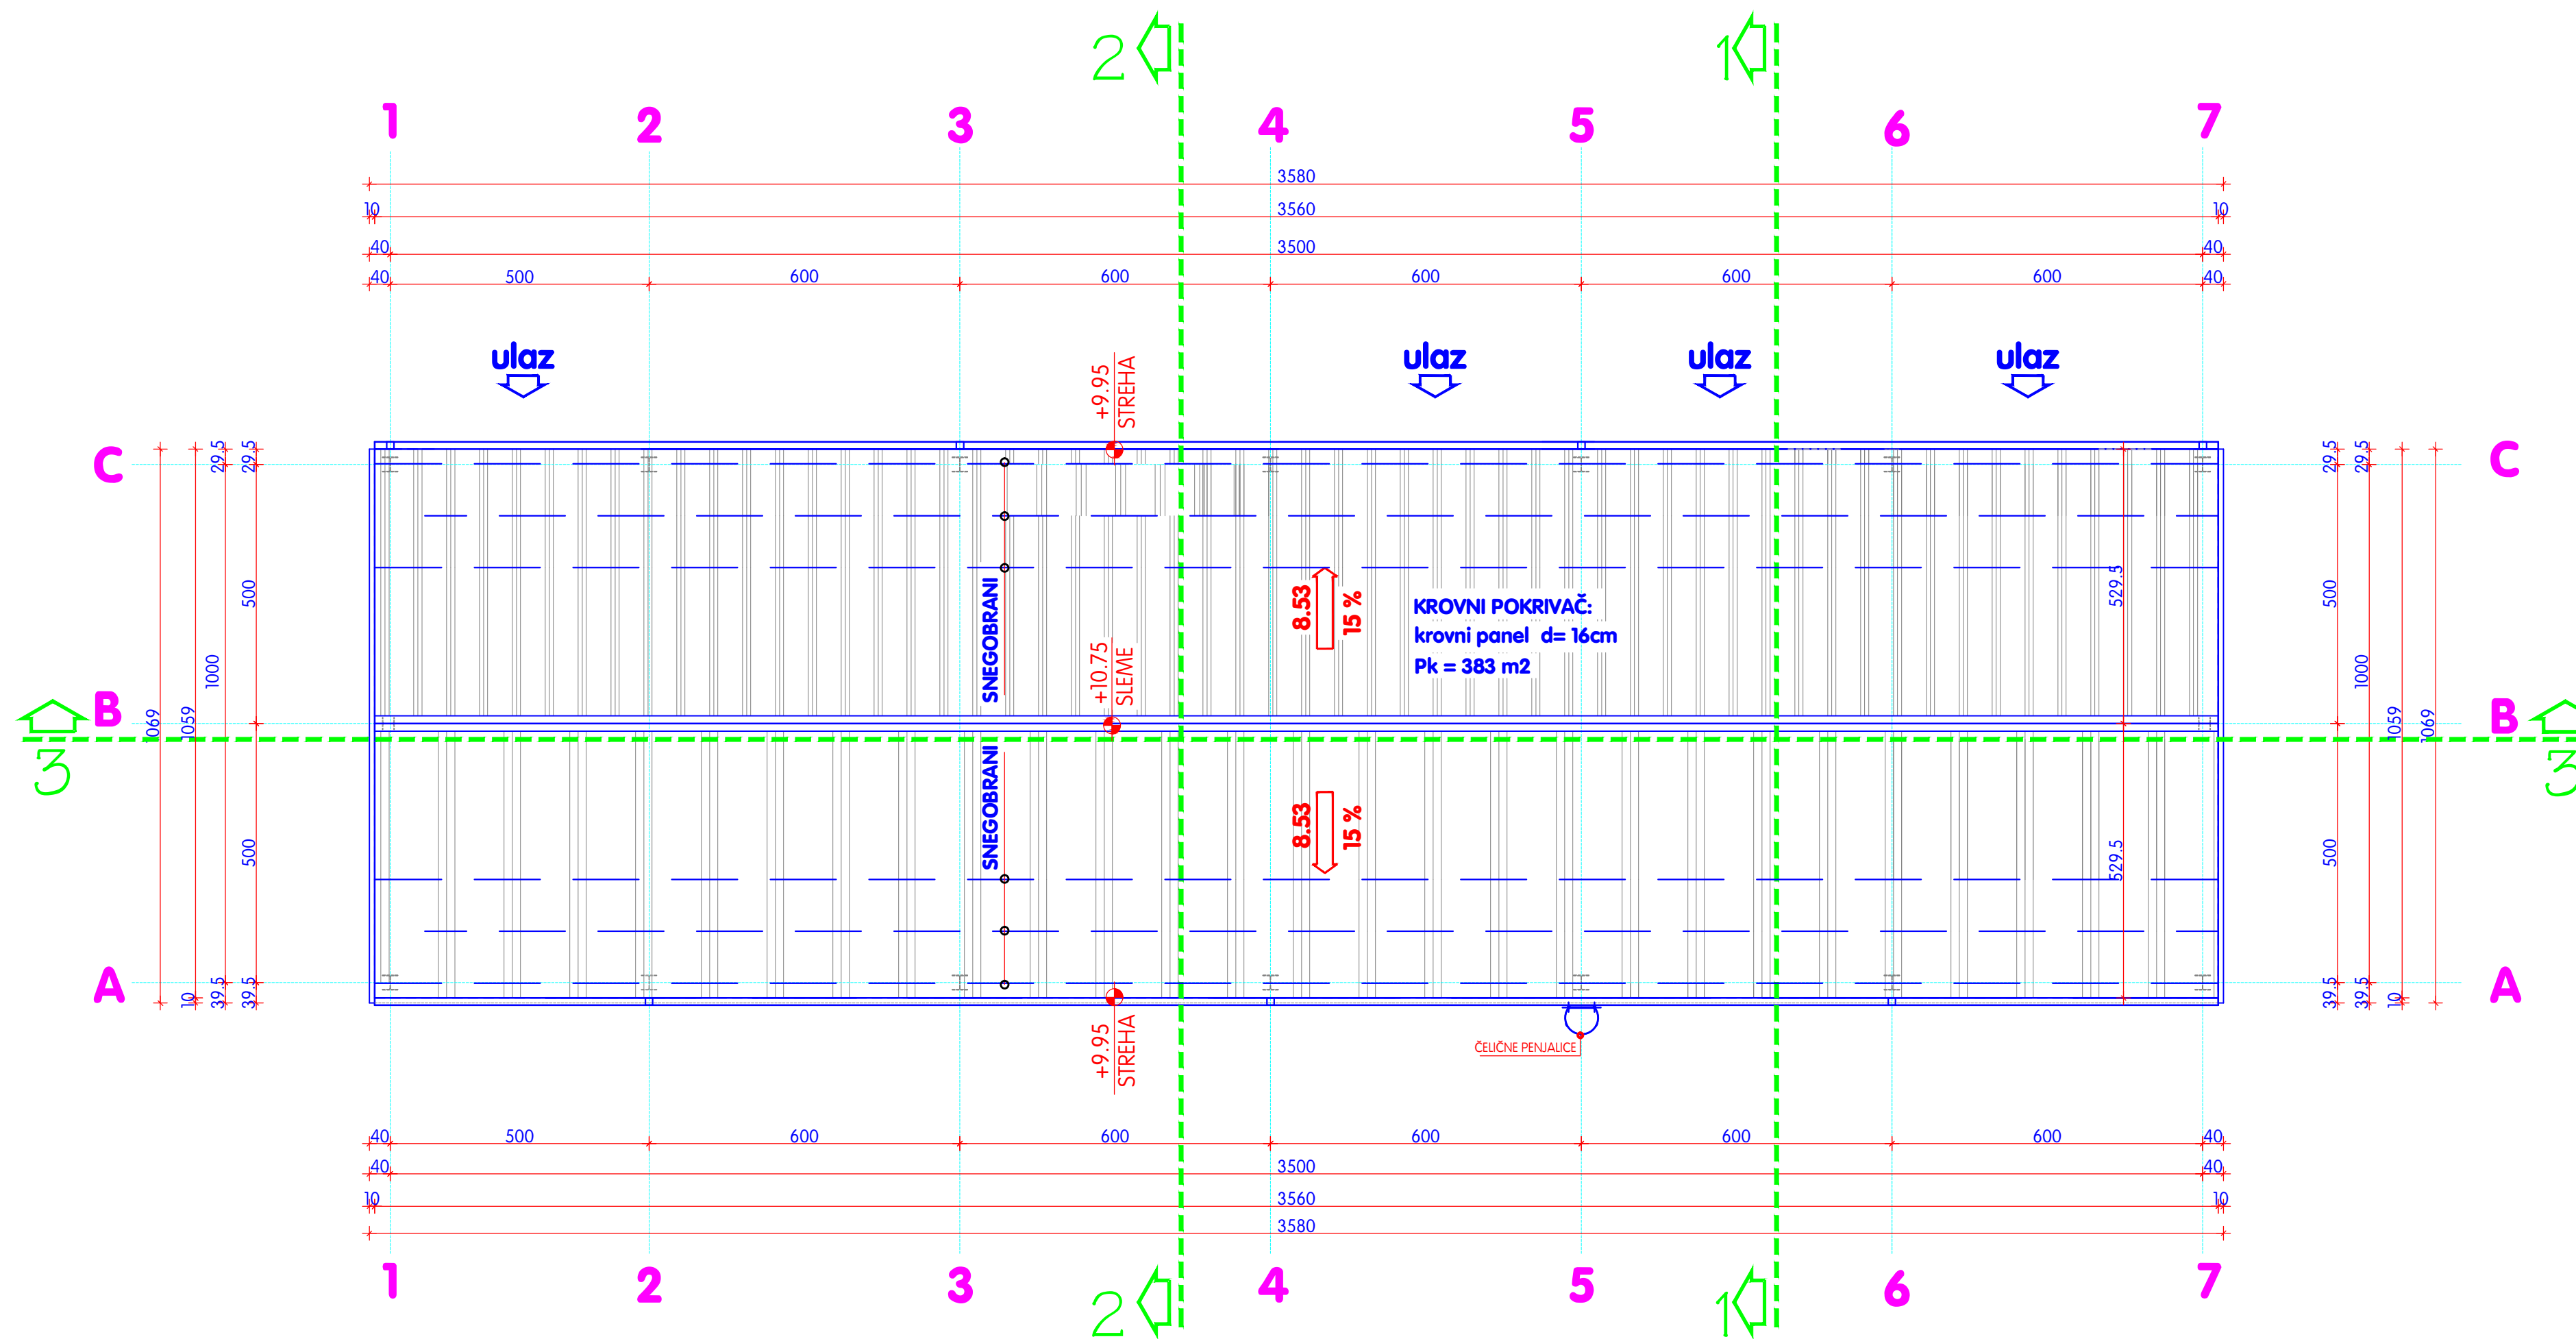 2
1
1 2 3 4 5 6 7
3580
10 3560 10
40 3500 40
40 500 600 600 600 600 600 40
ulaz ulaz ulaz ulaz
+9.95
STREHA
C C
29.5 29.5 29.5 29.5
500 500
SNEGOBRANI
8.53
15 %
KROVNI POKRIVAČ:
krovni panel d= 16cm
Pk = 383 m2
529.5
1000 1000
+10.75
SLEME
B B
1069 1059 1059 1069
3 3
SNEGOBRANI
8.53
15 %
500 529.5 500
A A
10 39.5 39.5 39.5 39.5 10
+9.95
STREHA
ČELIČNE PENJALICE
40 500 600 600 600 600 600 40
40 3500 40
10 3560 10
3580
1 2 3 4 5 6 7
2
1